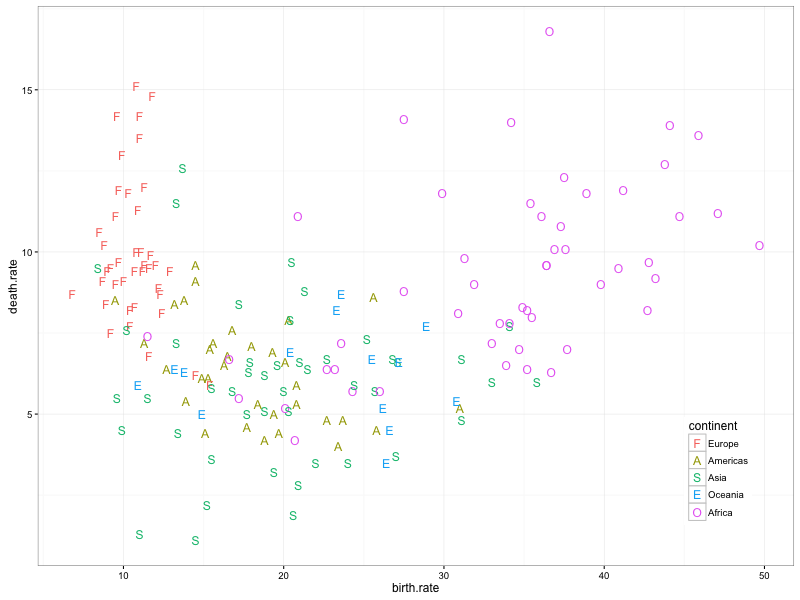 15
10
5
death.rate
10 20 30 40 50
birth.rate
continent
F Europe
A Americas
S Asia
E Oceania
O Africa